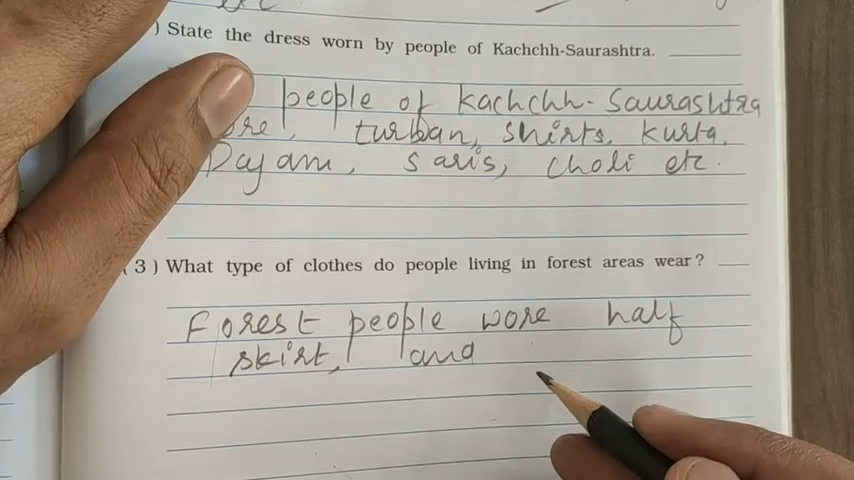 ) State the dress worn by people of Kachchh-Saurashtra.
people of Kachchh-Saurashtra
ore, turban, shirts, kurta,
Pajam, saris, choli etc.
( 3 ) What type of clothes do people living in forest areas wear ?
Forest people wore half
skirt, and